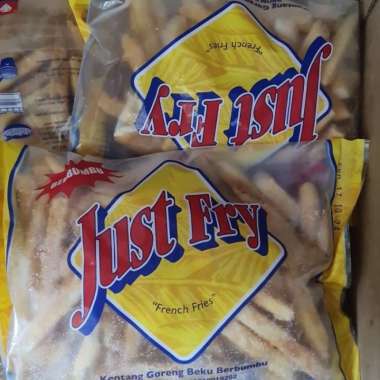 "French Fries"
Just Fry
BERBUMBU
Just Fry
"French Fries"
Kentang Goreng Beku Berbumbu